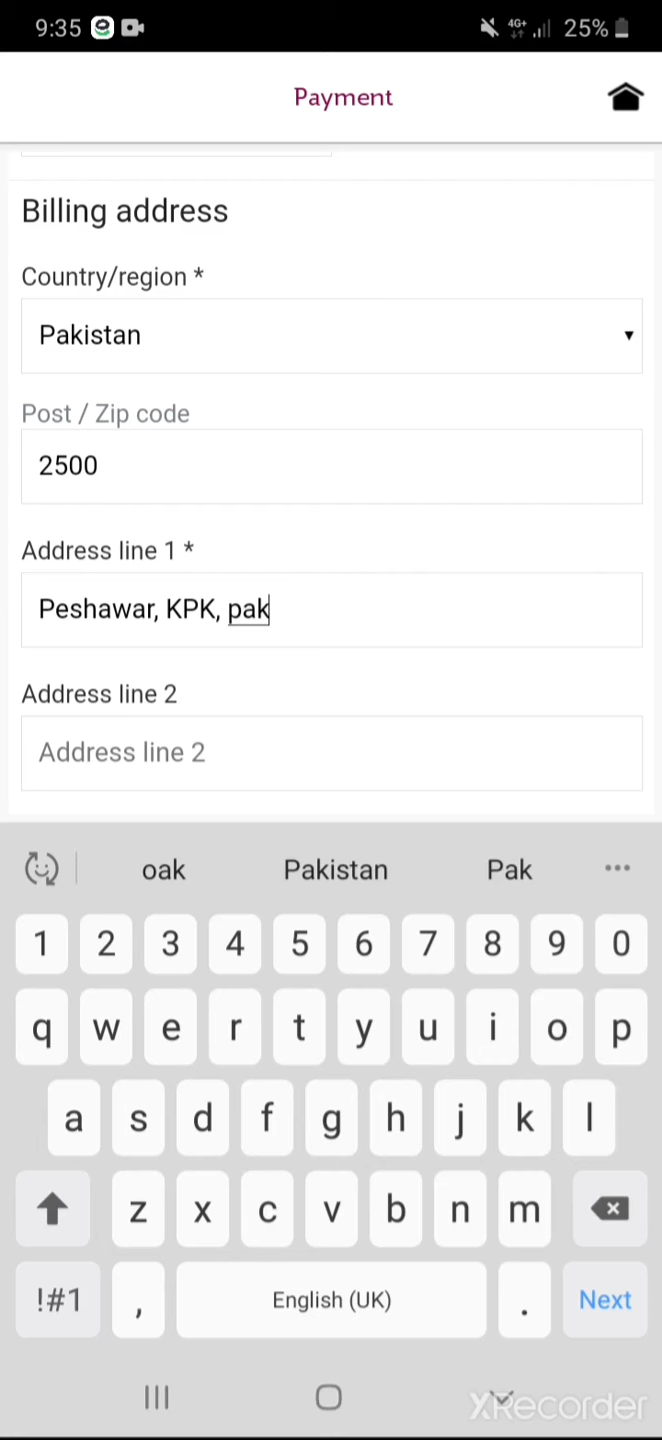 9:35 4G+ 25%
Payment
Billing address
Country/region *
Pakistan
Post / Zip code
2500
Address line 1 *
Peshawar, KPK, pak
Address line 2
Address line 2
oak Pakistan Pak
1 2 3 4 5 6 7 8 9 0
q w e r t y u i o p
a s d f g h j k l
z x c v b n m
!#1 , English (UK) . Next
XRecorder